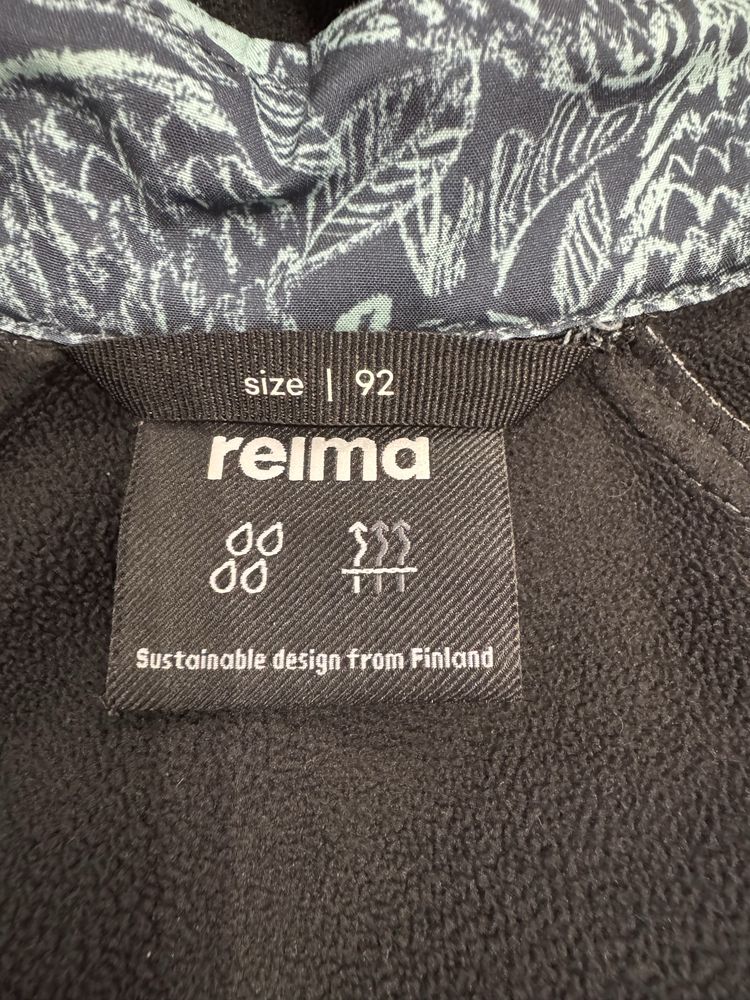 size | 92
reima
Sustainable design from Finland